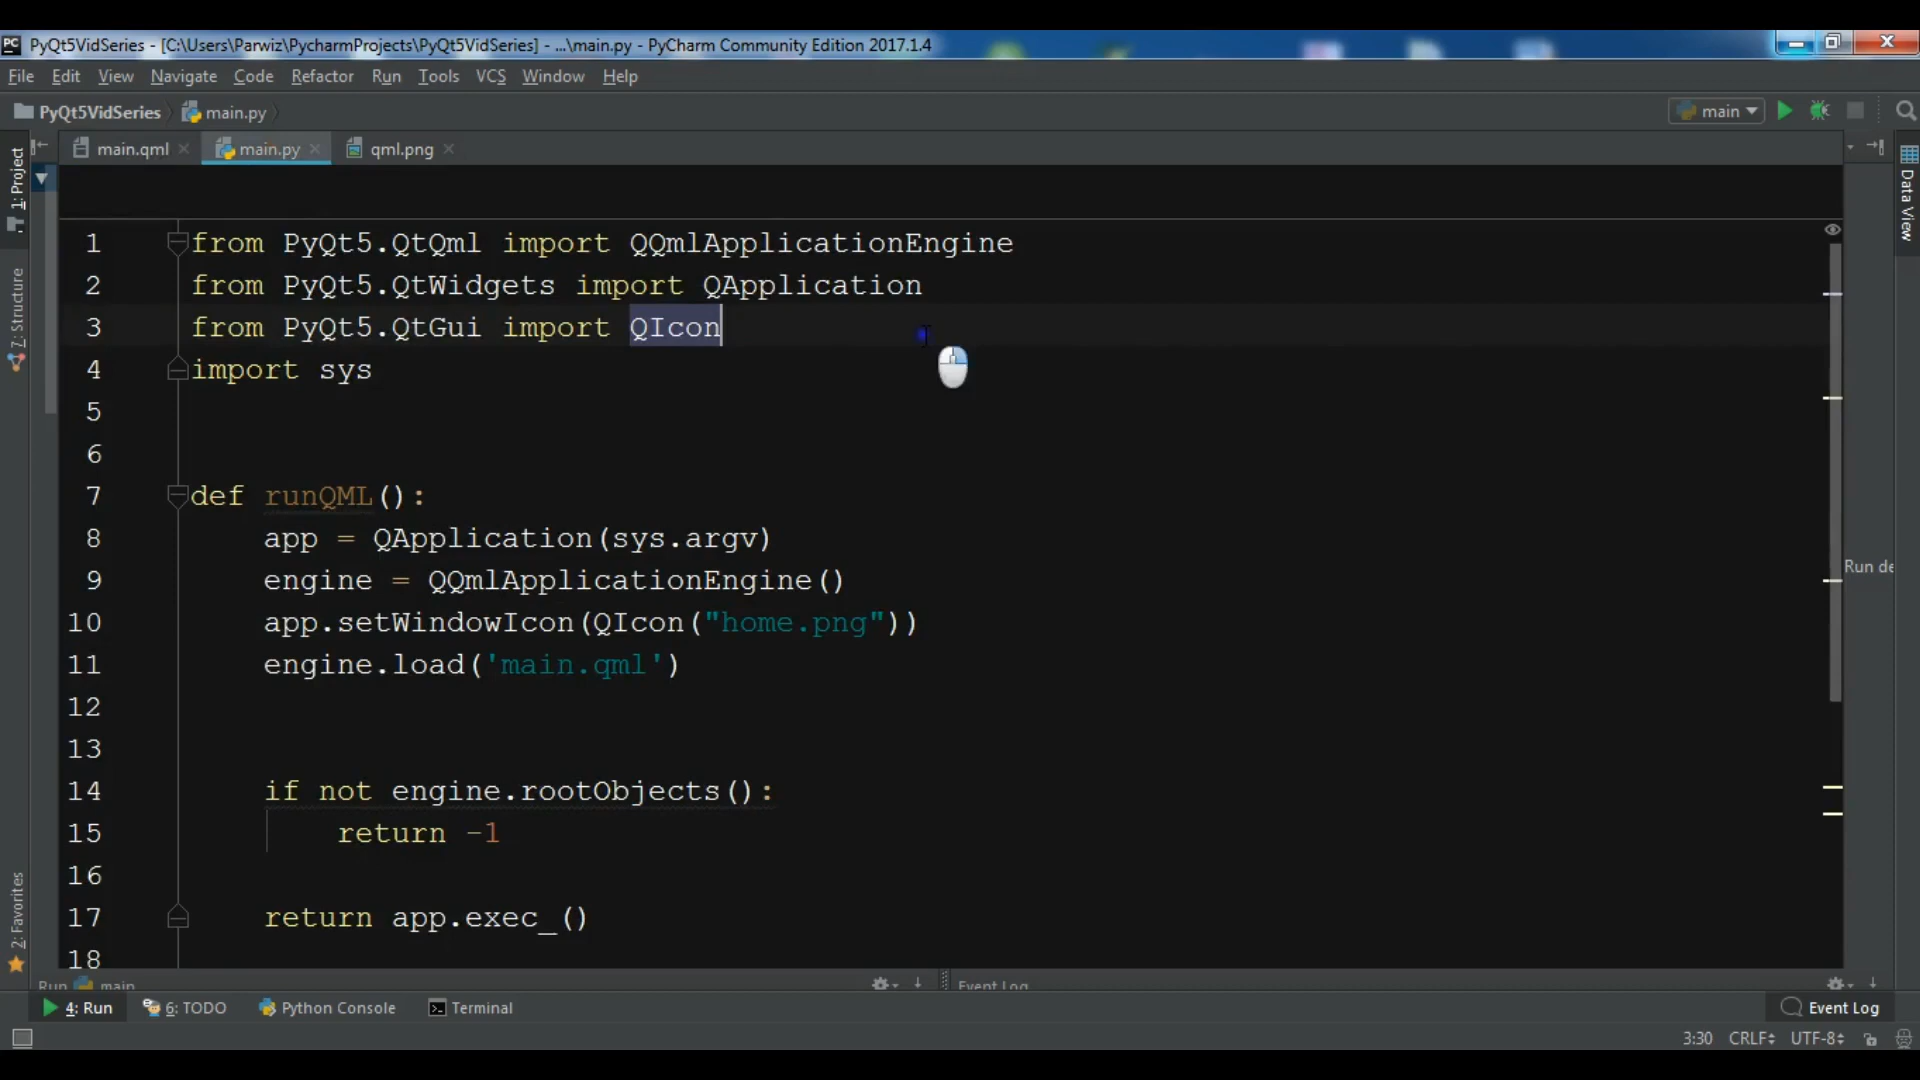 PyQt5VidSeries - [C:\Users\Parwiz\PycharmProjects\PyQt5VidSeries] - ...\main.py - PyCharm Community Edition 2017.1.4
File Edit View Navigate Code Refactor Run Tools VCS Window Help
PyQt5VidSeries main.py main
main.qml main.py qml.png
1: Project
7: Structure
2: Favorites
Data View
1 from PyQt5.QtQml import QQmlApplicationEngine
2 from PyQt5.QtWidgets import QApplication
3 from PyQt5.QtGui import QIcon
4 import sys
5
6
7 def runQML():
8 app = QApplication(sys.argv)
9 engine = QQmlApplicationEngine()
10 app.setWindowIcon(QIcon("home.png"))
11 engine.load('main.qml')
12
13
14 if not engine.rootObjects():
15 return -1
16
17 return app.exec_()
18
Run de
Run main Event Log
4: Run 6: TODO Python Console Terminal Event Log
3:30 CRLF UTF-8